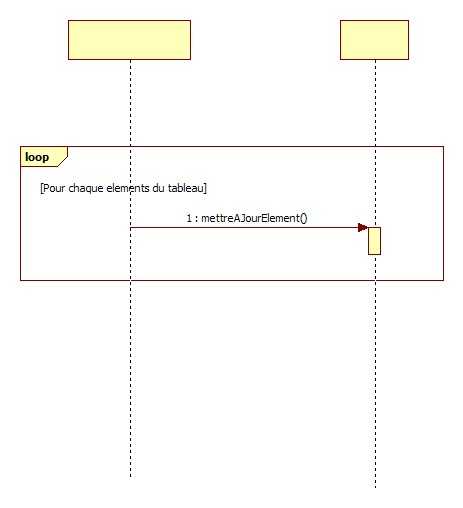 loop
[Pour chaque elements du tableau]
1 : mettreAJourElement()